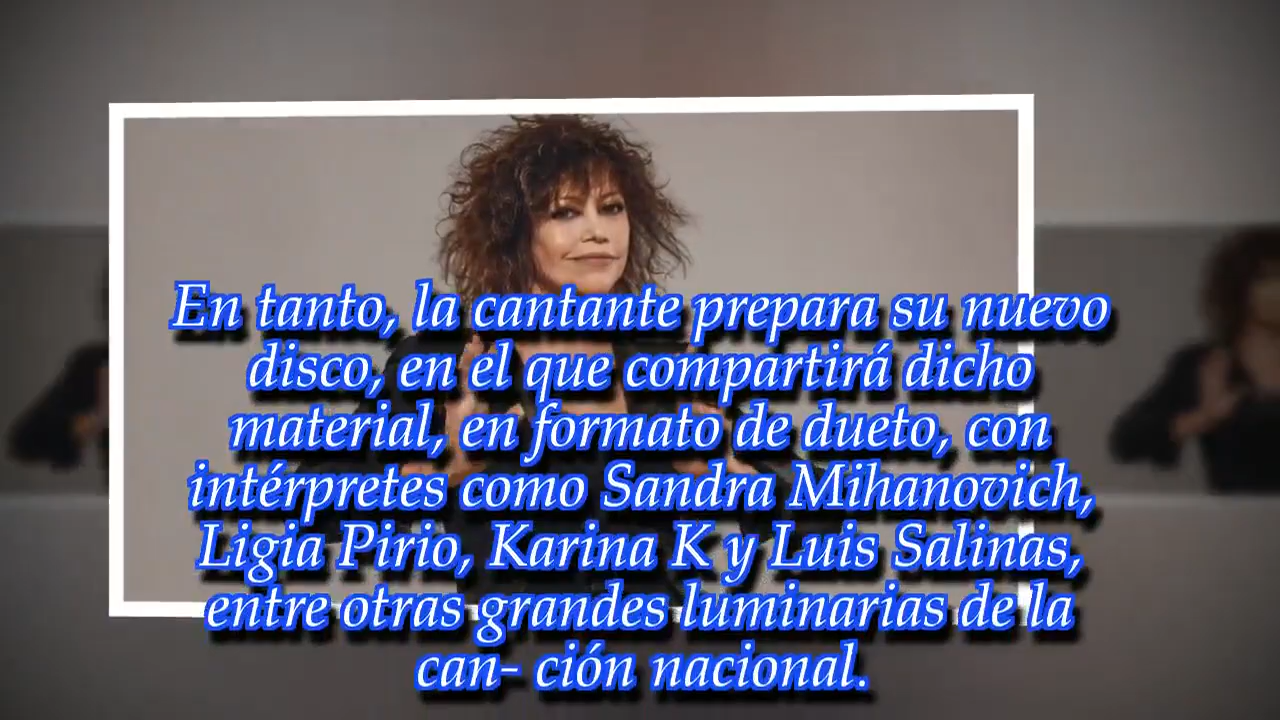 En tanto, la cantante prepara su nuevo
disco, en el que compartirá dicho
material, en formato de dueto, con
intérpretes como Sandra Mihanovich,
Ligia Pirio, Karina K y Luis Salinas,
entre otras grandes luminarias de la
can- ción nacional.